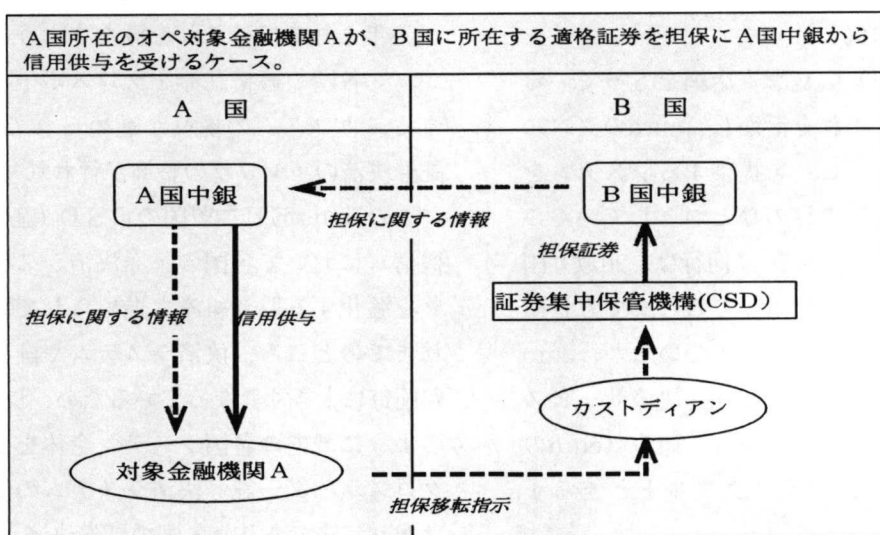 A国所在のオペ対象金融機関Aが、B国に所在する適格証券を担保にA国中銀から
信用供与を受けるケース。
A 国
B 国
A国中銀
B国中銀
担保に関する情報
担保証券
証券集中保管機構(CSD)
担保に関する情報
信用供与
カストディアン
対象金融機関A
担保移転指示